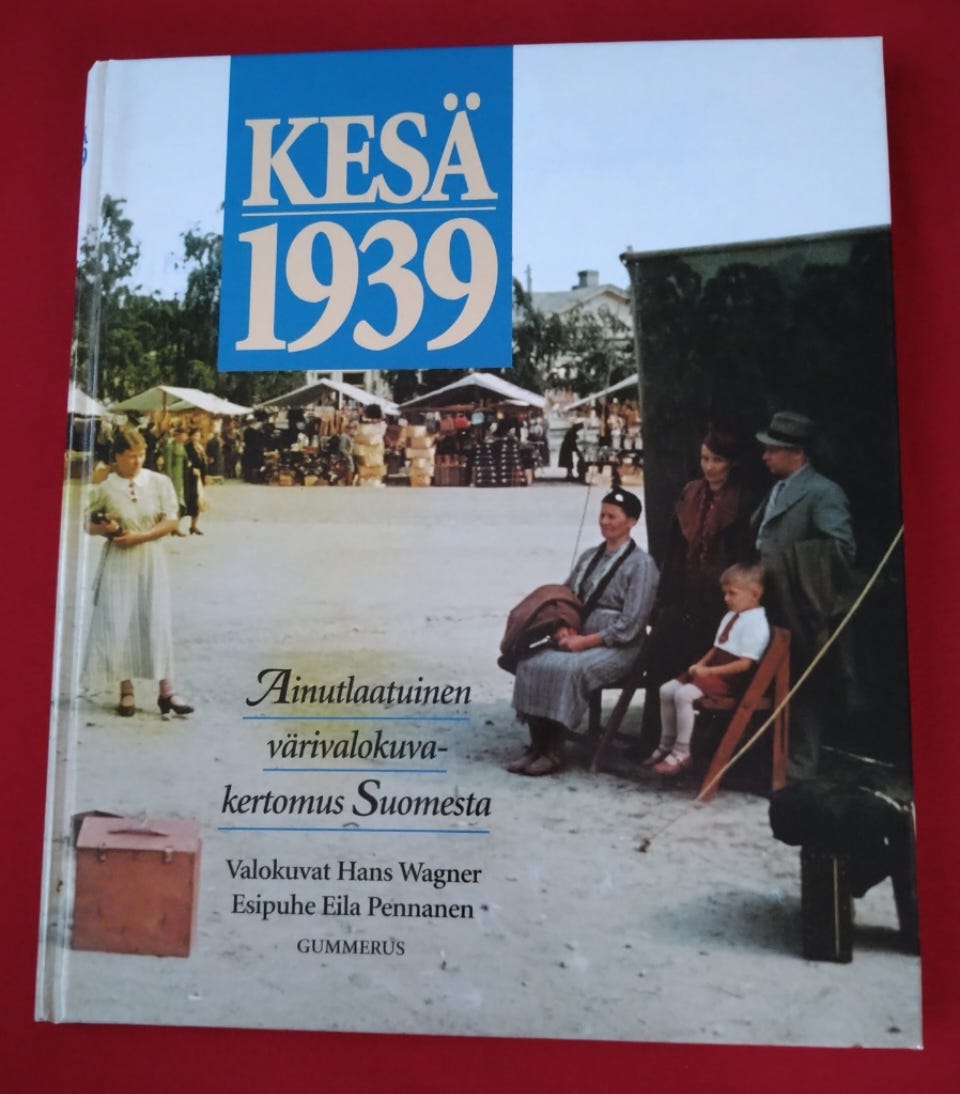 KESÄ
1939
Ainutlaatuinen
värivalokuva-
kertomus Suomesta
Valokuvat Hans Wagner
Esipuhe Eila Pennanen
GUMMERUS